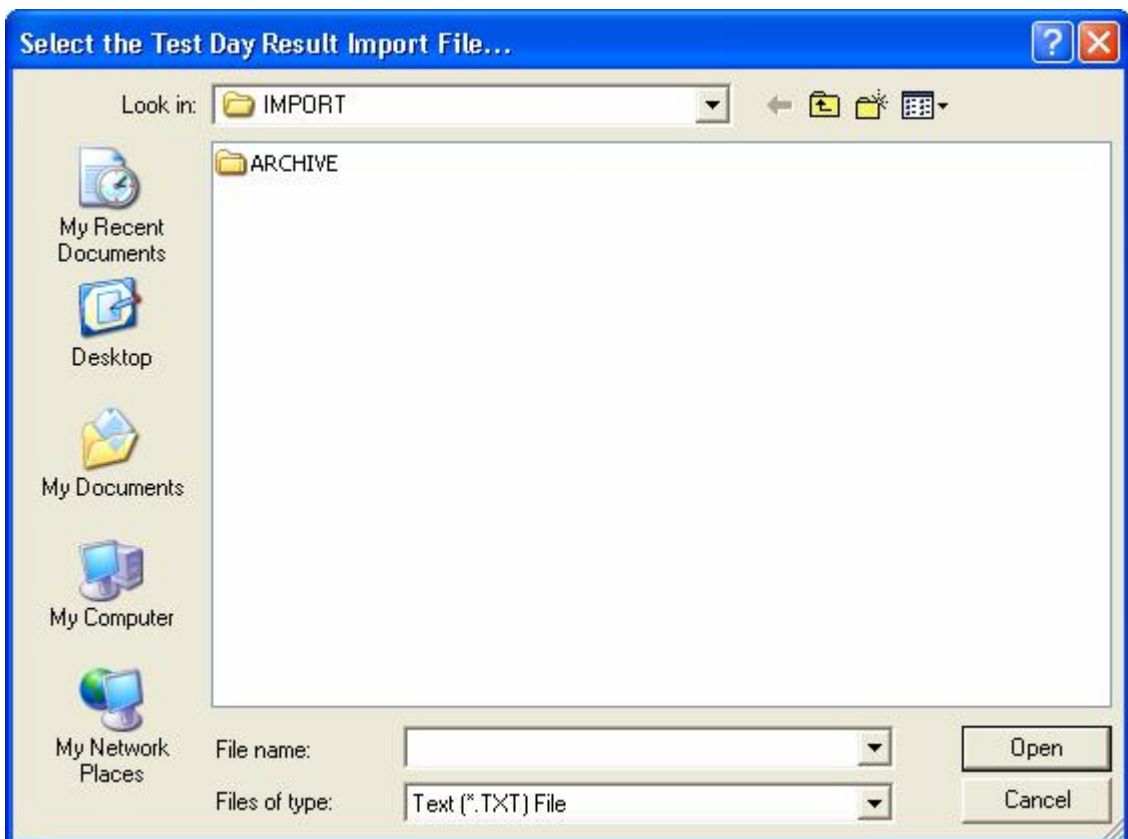 Select the Test Day Result Import File...
Look in: IMPORT
ARCHIVE
My Recent
Documents
Desktop
My Documents
My Computer
My Network
Places
File name:
Open
Files of type: Text (*.TXT) File
Cancel